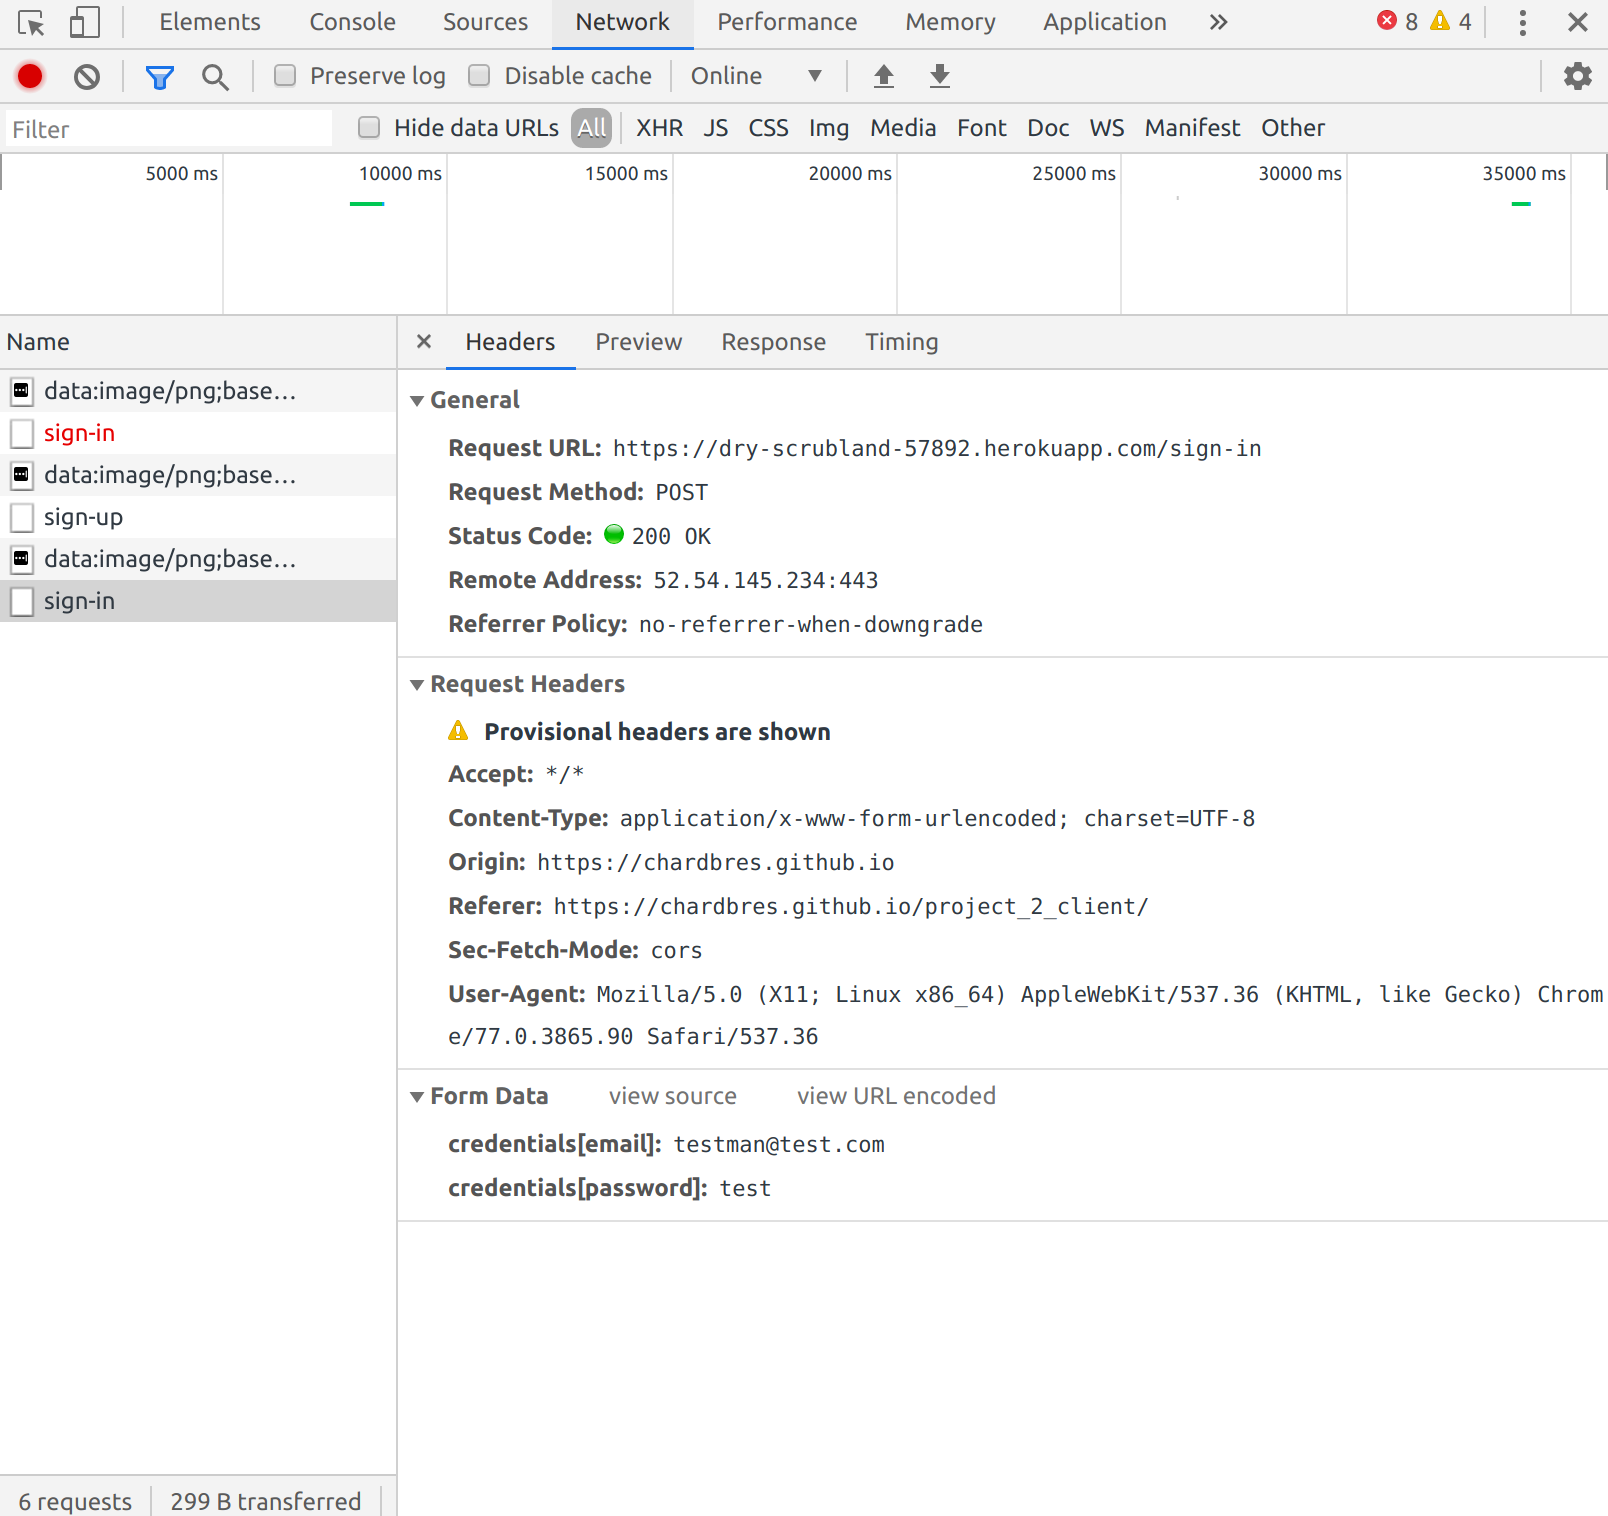 Elements Console Sources Network Performance Memory Application » 8 4
Preserve log Disable cache Online
Filter Hide data URLs All XHR JS CSS Img Media Font Doc WS Manifest Other
5000 ms 10000 ms 15000 ms 20000 ms 25000 ms 30000 ms 35000 ms
Name
data:image/png;base…
sign-in
data:image/png;base…
sign-up
data:image/png;base…
sign-in
6 requests 299 B transferred
× Headers Preview Response Timing
General
Request URL: https://dry-scrubland-57892.herokuapp.com/sign-in
Request Method: POST
Status Code: 200 OK
Remote Address: 52.54.145.234:443
Referrer Policy: no-referrer-when-downgrade
Request Headers
Provisional headers are shown
Accept: */*
Content-Type: application/x-www-form-urlencoded; charset=UTF-8
Origin: https://chardbres.github.io
Referer: https://chardbres.github.io/project_2_client/
Sec-Fetch-Mode: cors
User-Agent: Mozilla/5.0 (X11; Linux x86_64) AppleWebKit/537.36 (KHTML, like Gecko) Chrom
e/77.0.3865.90 Safari/537.36
Form Data view source view URL encoded
credentials[email]: testman@test.com
credentials[password]: test